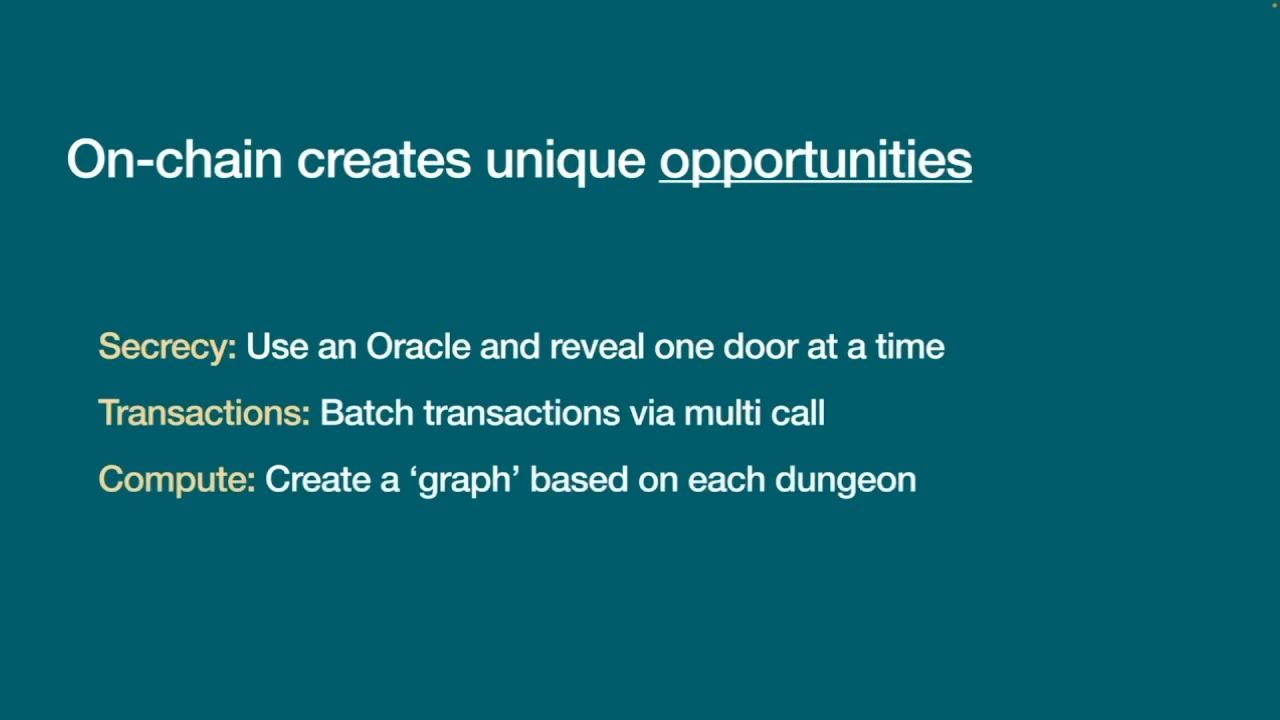 On-chain creates unique opportunities
Secrecy: Use an Oracle and reveal one door at a time
Transactions: Batch transactions via multi call
Compute: Create a ‘graph’ based on each dungeon